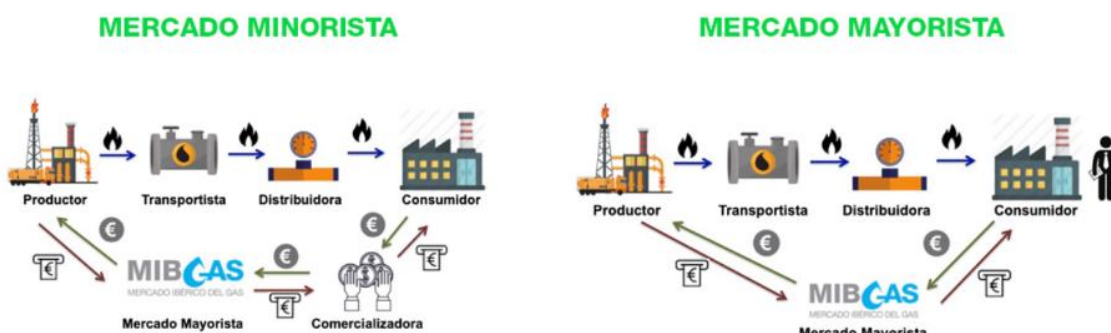 MERCADO MINORISTA
Productor
Transportista
Distribuidora
Consumidor
€
€
€
€
€
€
MIBGAS
MERCADO IBÉRICO DEL GAS
Mercado Mayorista
Comercializadora
MERCADO MAYORISTA
Productor
Transportista
Distribuidora
Consumidor
€
€
€
€
MIBGAS
MERCADO IBÉRICO DEL GAS
Mercado Mayorista